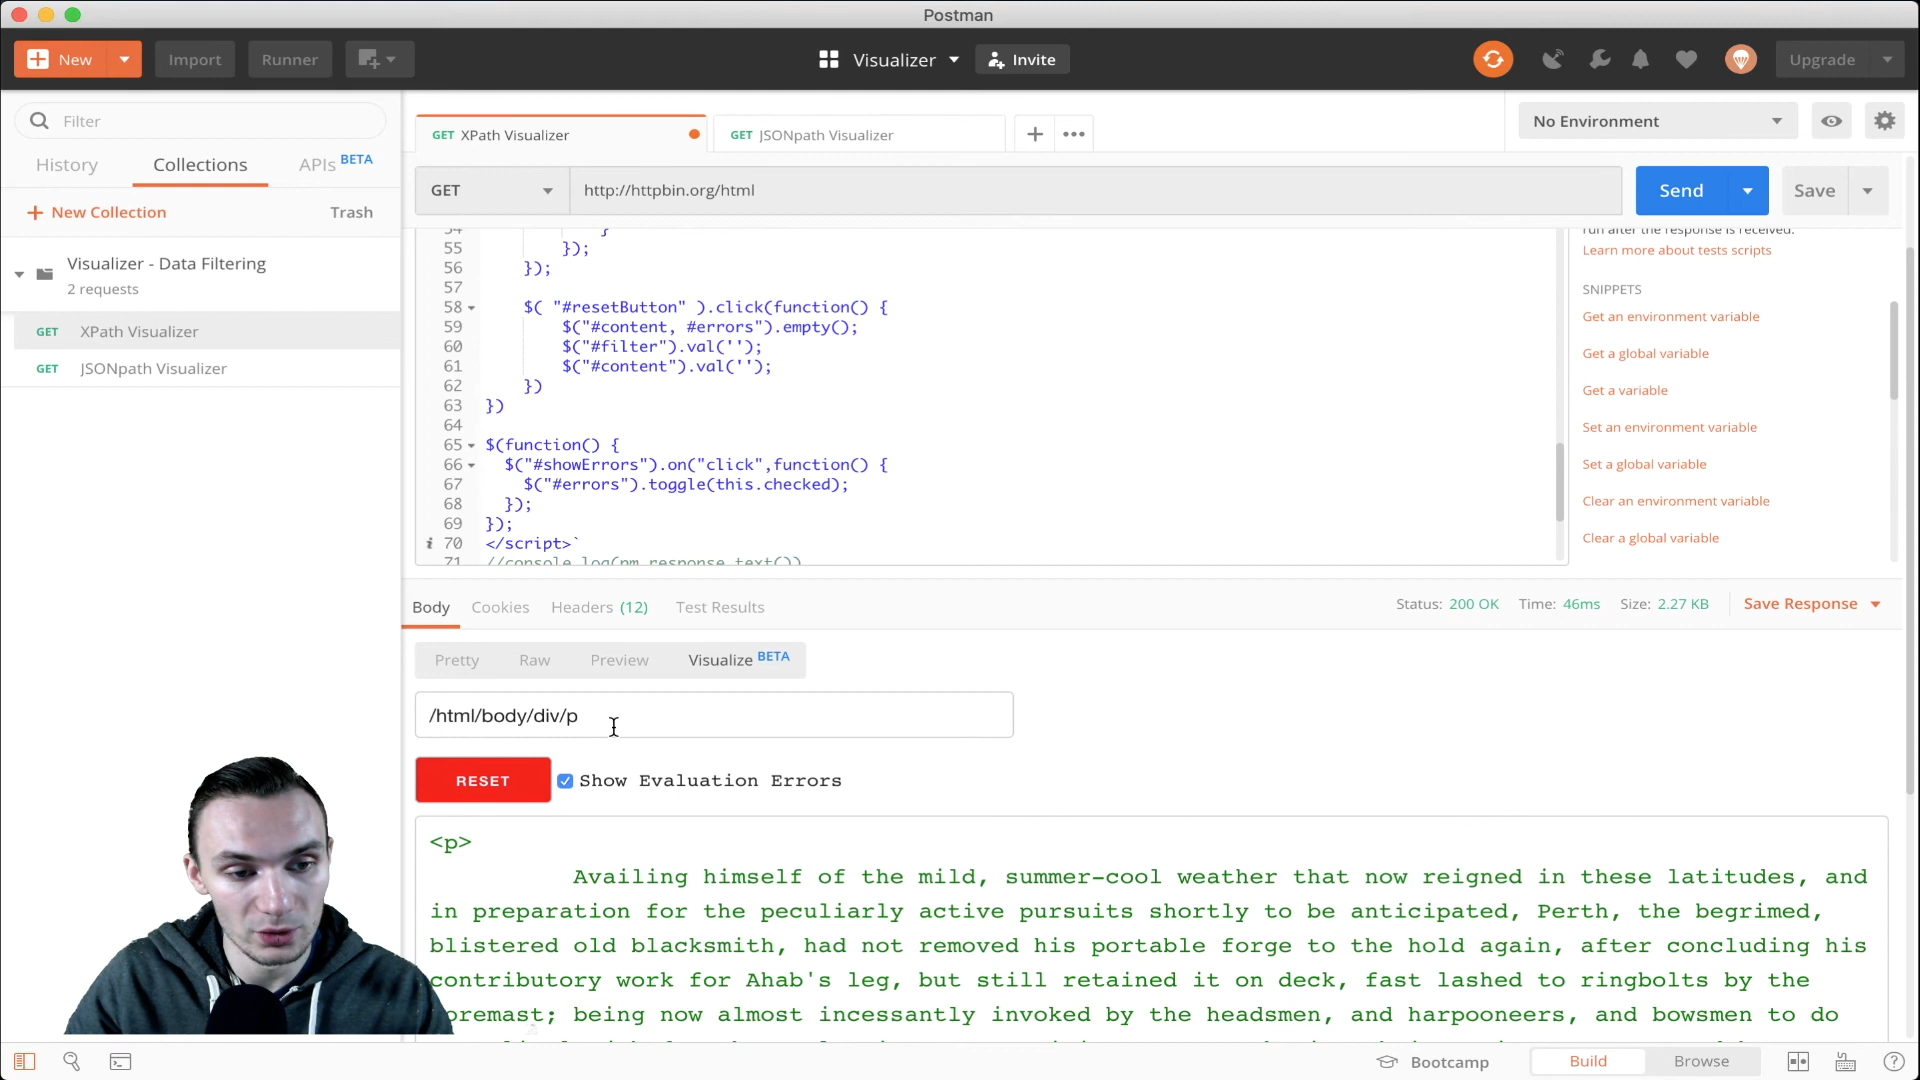 Postman
New
Import
Runner
Visualizer
Invite
Upgrade
Filter
History
Collections
APIs BETA
New Collection
Trash
Visualizer - Data Filtering
2 requests
GET XPath Visualizer
GET JSONpath Visualizer
GET XPath Visualizer
GET JSONpath Visualizer
No Environment
GET
http://httpbin.org/html
Send
Save
54 }
55 });
56 });
57
58 $( "#resetButton" ).click(function() {
59 $("#content, #errors").empty();
60 $("#filter").val('');
61 $("#content").val('');
62 })
63 })
64
65 $(function() {
66 $("#showErrors").on("click",function() {
67 $("#errors").toggle(this.checked);
68 });
69 });
70 </script>`
71 //console.log(pm.response.text())
run after the response is received.
Learn more about tests scripts
SNIPPETS
Get an environment variable
Get a global variable
Get a variable
Set an environment variable
Set a global variable
Clear an environment variable
Clear a global variable
Body
Cookies
Headers (12)
Test Results
Status: 200 OK
Time: 46ms
Size: 2.27 KB
Save Response
Pretty
Raw
Preview
Visualize BETA
/html/body/div/p
RESET
Show Evaluation Errors
<p>
Availing himself of the mild, summer-cool weather that now reigned in these latitudes, and
in preparation for the peculiarly active pursuits shortly to be anticipated, Perth, the begrimed,
blistered old blacksmith, had not removed his portable forge to the hold again, after concluding his
contributory work for Ahab's leg, but still retained it on deck, fast lashed to ringbolts by the
foremast; being now almost incessantly invoked by the headsmen, and harpooneers, and bowsmen to do
Bootcamp
Build
Browse